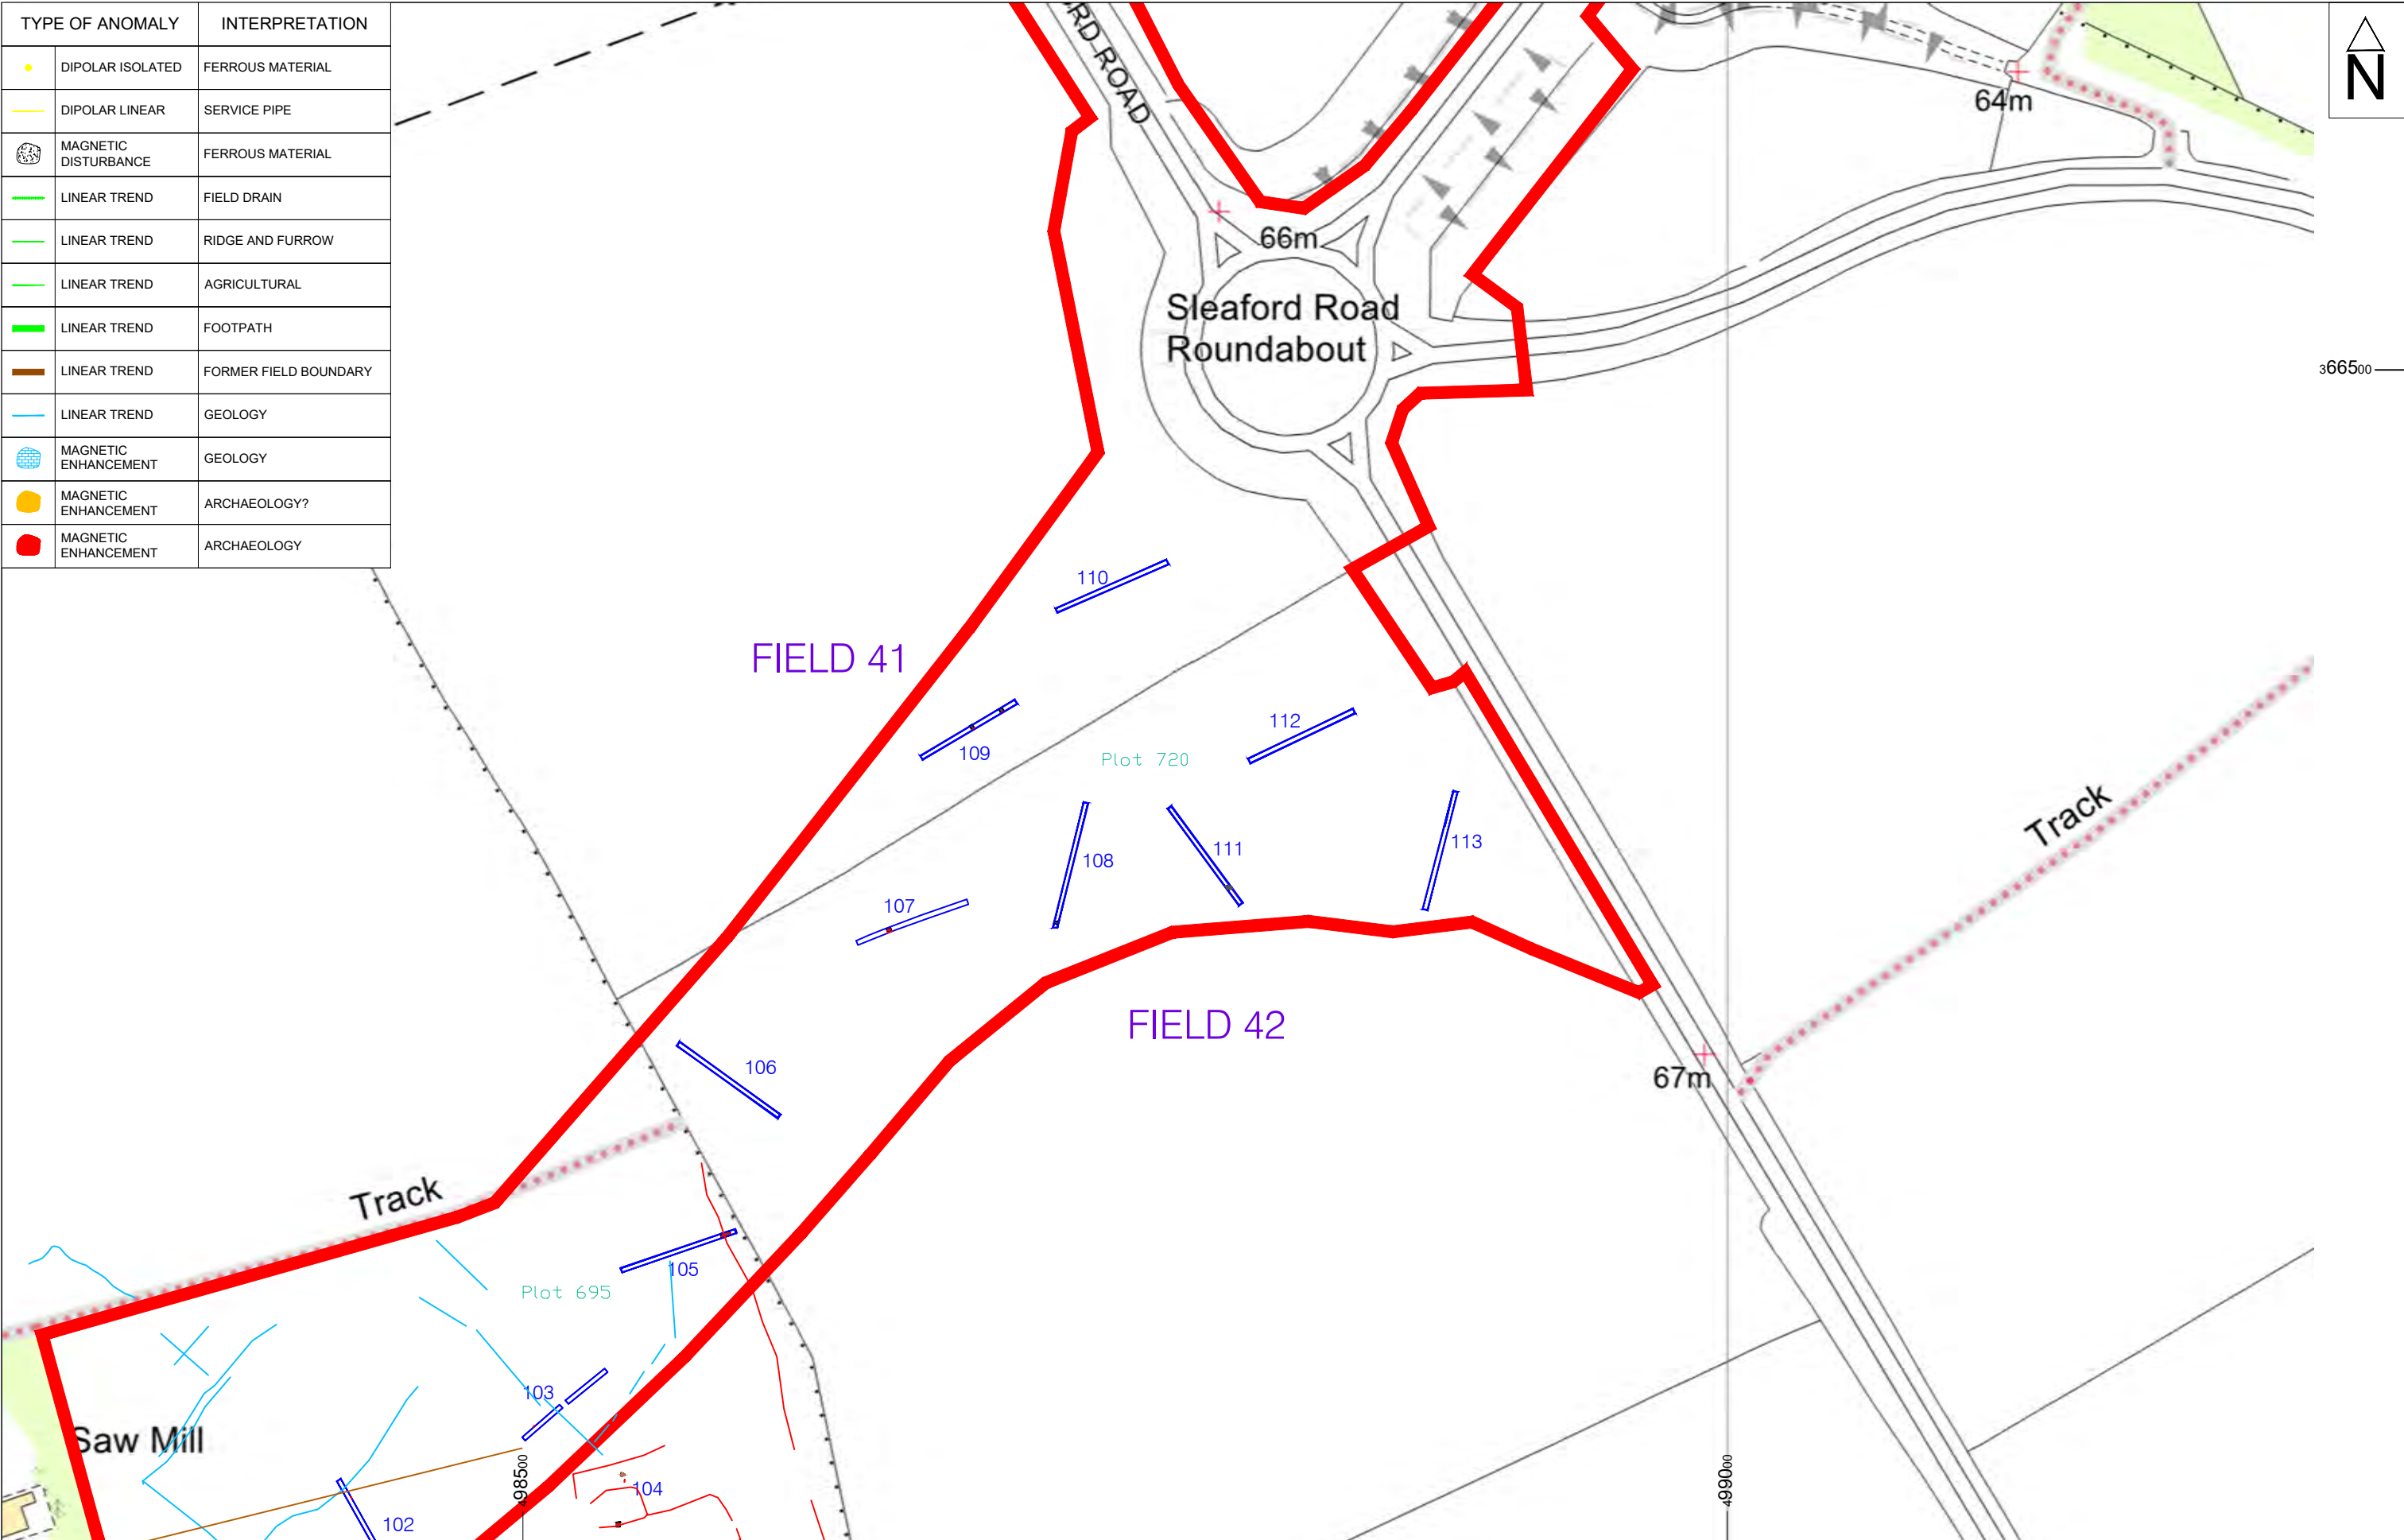 TYPE OF ANOMALY INTERPRETATION
DIPOLAR ISOLATED FERROUS MATERIAL
DIPOLAR LINEAR SERVICE PIPE
MAGNETIC
DISTURBANCE
FERROUS MATERIAL
LINEAR TREND FIELD DRAIN
LINEAR TREND RIDGE AND FURROW
LINEAR TREND AGRICULTURAL
LINEAR TREND FOOTPATH
LINEAR TREND FORMER FIELD BOUNDARY
LINEAR TREND GEOLOGY
MAGNETIC
ENHANCEMENT
GEOLOGY
MAGNETIC
ENHANCEMENT
ARCHAEOLOGY?
MAGNETIC
ENHANCEMENT
ARCHAEOLOGY
N
RD ROAD
64m
66m
Sleaford Road
Roundabout
366500
110
FIELD 41
109
112
Plot 720
108
111
113
107
Track
FIELD 42
106
67m
Track
105
Plot 695
103
Saw Mill
104
102
498500
499000